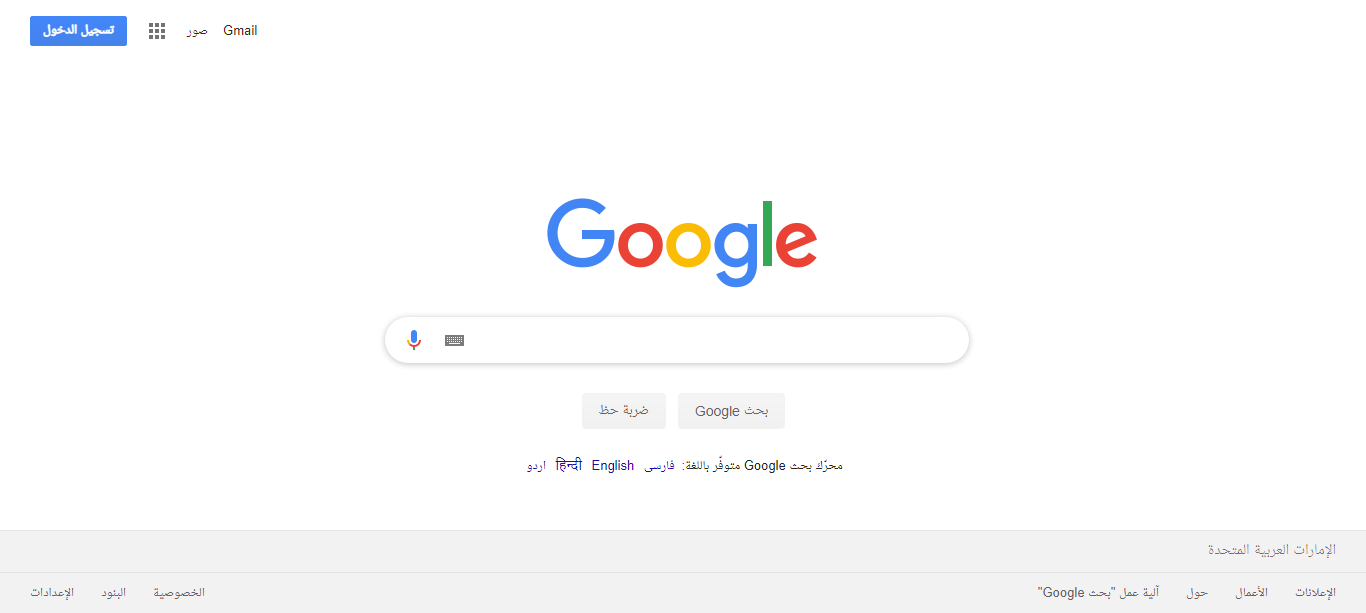 Gmail صور تسجيل الدخول
Google
بحث Google ضربة حظ
محرّك بحث Google متوفّر باللغة: فارسی English हिन्दी اردو
الإمارات العربية المتحدة
الإعلانات الأعمال حول آلية عمل "بحث Google" الخصوصية البنود الإعدادات